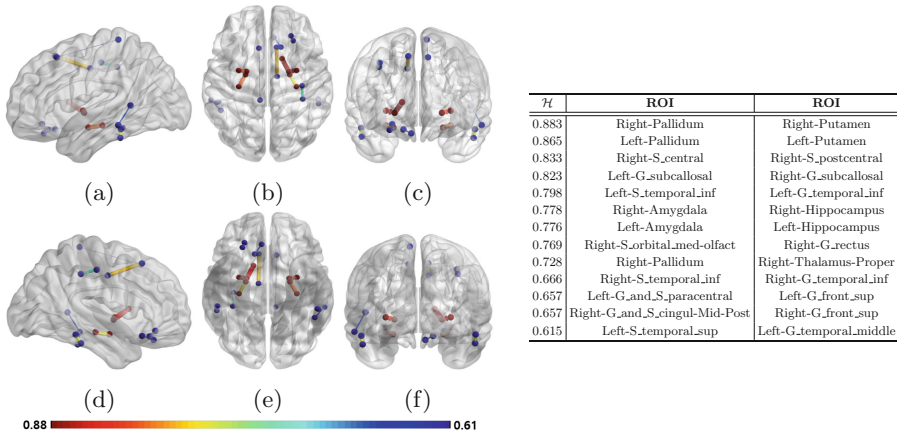 (a) (b) (c)
(d) (e) (f)
0.88 0.61
H ROI ROI
0.883 Right-Pallidum Right-Putamen
0.865 Left-Pallidum Left-Putamen
0.833 Right-S_central Right-S_postcentral
0.823 Left-G_subcallosal Right-G_subcallosal
0.798 Left-S_temporal_inf Left-G_temporal_inf
0.778 Right-Amygdala Right-Hippocampus
0.776 Left-Amygdala Left-Hippocampus
0.769 Right-S_orbital_med-olfact Right-G_rectus
0.728 Right-Pallidum Right-Thalamus-Proper
0.666 Right-S_temporal_inf Right-G_temporal_inf
0.657 Left-G_and_S_paracentral Left-G_front_sup
0.657 Right-G_and_S_cingul-Mid-Post Right-G_front_sup
0.615 Left-S_temporal_sup Left-G_temporal_middle